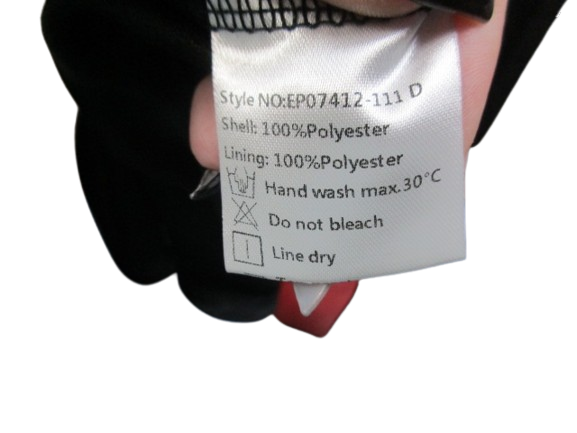 Style NO:EP07412-111 D
Shell: 100%Polyester
Lining: 100%Polyester
Hand wash max.30°C
Do not bleach
Line dry